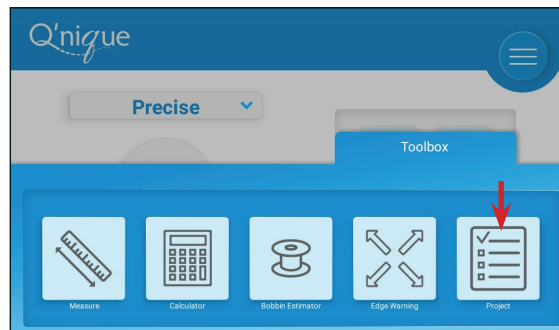 Q'nique
Precise
Toolbox
Measure
Calculator
Bobbin Estimator
Edge Warning
Project